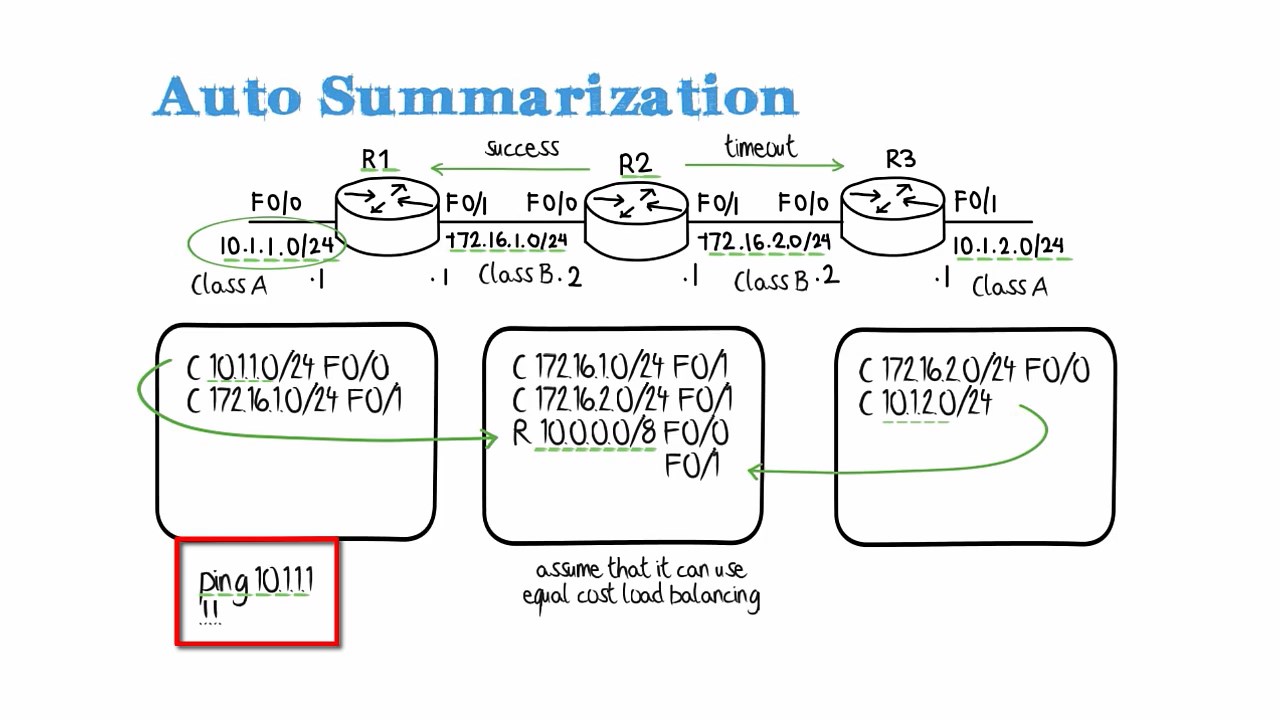 Auto Summarization
success
timeout
R1
R2
R3
F0/0
F0/1
F0/0
F0/1
F0/0
F0/1
10.1.1.0/24
172.16.1.0/24
172.16.2.0/24
10.1.2.0/24
Class A
.1
.1
Class B
.2
.1
Class B
.2
.1
Class A
C 10.1.1.0/24 F0/0
C 172.16.1.0/24 F0/1
C 172.16.1.0/24 F0/1
C 172.16.2.0/24 F0/1
R 10.0.0.0/8 F0/0
F0/1
C 172.16.2.0/24 F0/0
C 10.1.2.0/24
ping 10.1.1.1
!!
assume that it can use
equal cost load balancing